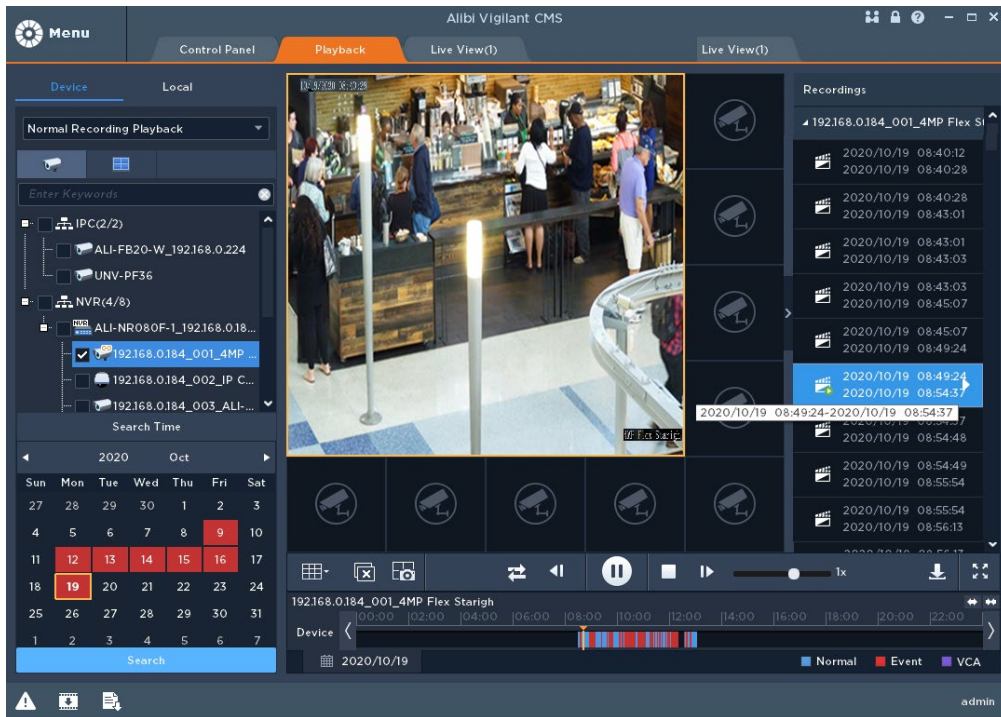 Alibi Vigilant CMS
Menu
Control Panel
Playback
Live View(1)
Live View(1)
Device
Local
Normal Recording Playback
Enter Keywords
IPC(2/2)
ALI-FB20-W_192.168.0.224
UNV-PF36
NVR(4/8)
NVR
ALI-NR080F-1_192.168.0.18...
192.168.0.184_001_4MP ...
192.168.0.184_002_IP C...
192.168.0.184_003_ALI-...
Search Time
2020 Oct
Sun Mon Tue Wed Thu Fri Sat
27 28 29 30 1 2 3
4 5 6 7 8 9 10
11 12 13 14 15 16 17
18 19 20 21 22 23 24
25 26 27 28 29 30 31
1 2 3 4 5 6 7
Search
Recordings
192.168.0.184_001_4MP Flex St
2020/10/19 08:40:12
2020/10/19 08:40:28
2020/10/19 08:40:28
2020/10/19 08:43:01
2020/10/19 08:43:01
2020/10/19 08:43:03
2020/10/19 08:43:03
2020/10/19 08:45:07
2020/10/19 08:45:07
2020/10/19 08:49:24
2020/10/19 08:49:24
2020/10/19 08:54:37
2020/10/19 08:49:24-2020/10/19 08:54:37
2020/10/19 08:54:48
2020/10/19 08:54:49
2020/10/19 08:55:54
2020/10/19 08:55:54
2020/10/19 08:56:13
1x
192.168.0.184_001_4MP Flex Starigh
Device
00:00 02:00 04:00 06:00 08:00 10:00 12:00 14:00 16:00 18:00 20:00 22:00
2020/10/19
Normal
Event
VCA
admin